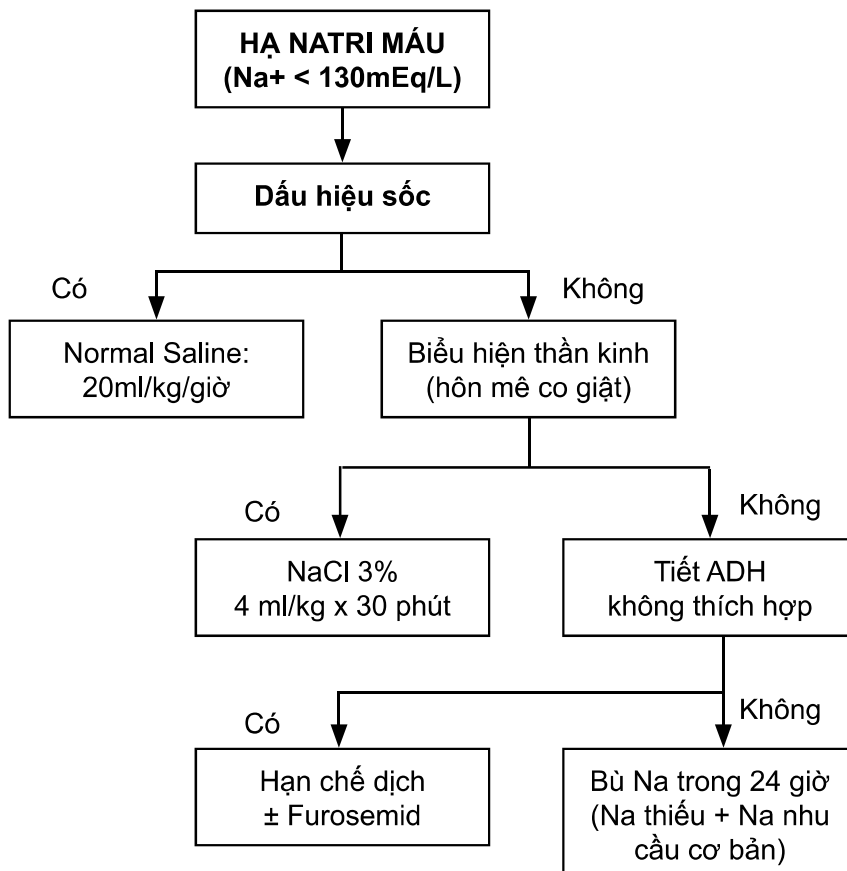 HẠ NATRI MÁU
(Na+ < 130mEq/L)
Dấu hiệu sốc
Có
Không
Normal Saline:
20ml/kg/giờ
Biểu hiện thần kinh
(hôn mê co giật)
Có
Không
NaCl 3%
4 ml/kg x 30 phút
Tiết ADH
không thích hợp
Có
Không
Hạn chế dịch
± Furosemid
Bù Na trong 24 giờ
(Na thiếu + Na nhu
cầu cơ bản)